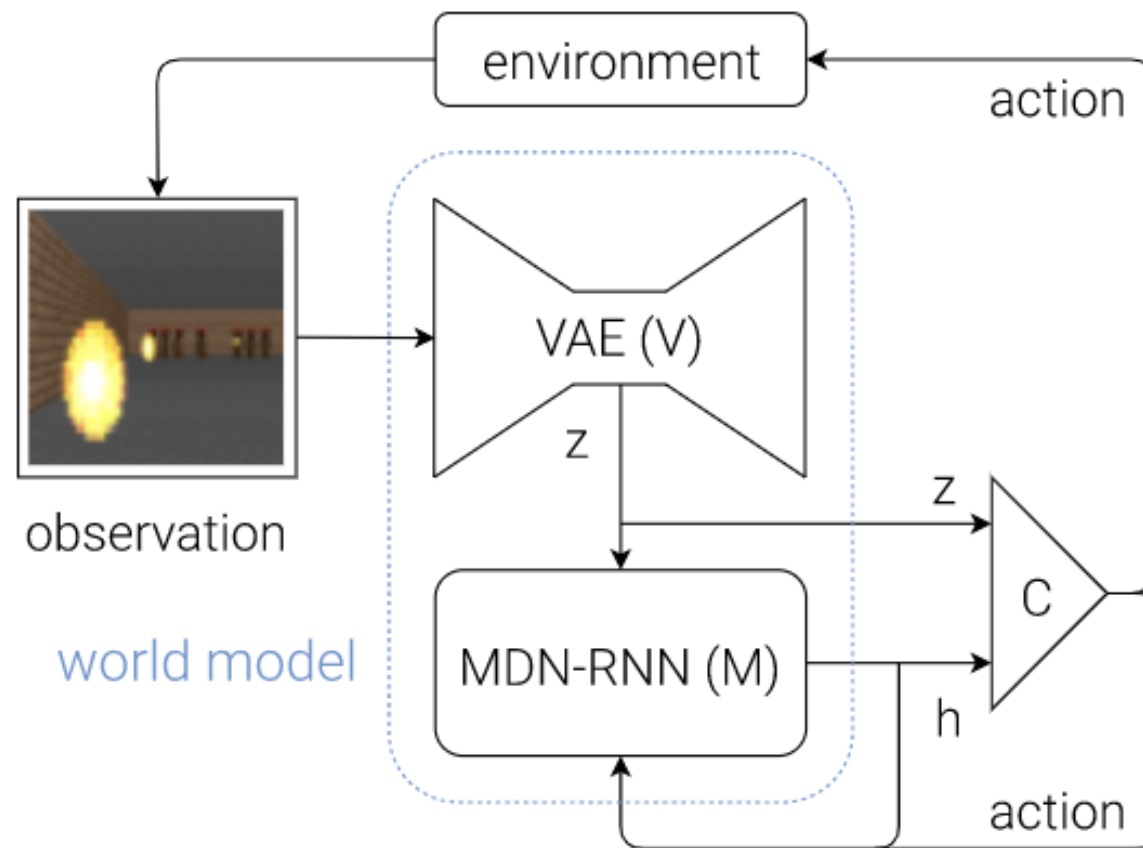 environment
action
VAE (V)
z
z
observation
C
world model
MDN-RNN (M)
h
action